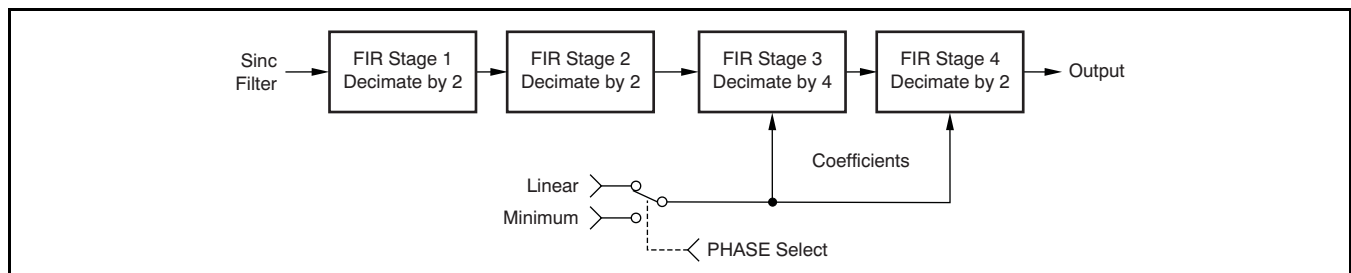 Sinc
Filter
FIR Stage 1
Decimate by 2
FIR Stage 2
Decimate by 2
FIR Stage 3
Decimate by 4
FIR Stage 4
Decimate by 2
Output
Coefficients
Linear
Minimum
PHASE Select